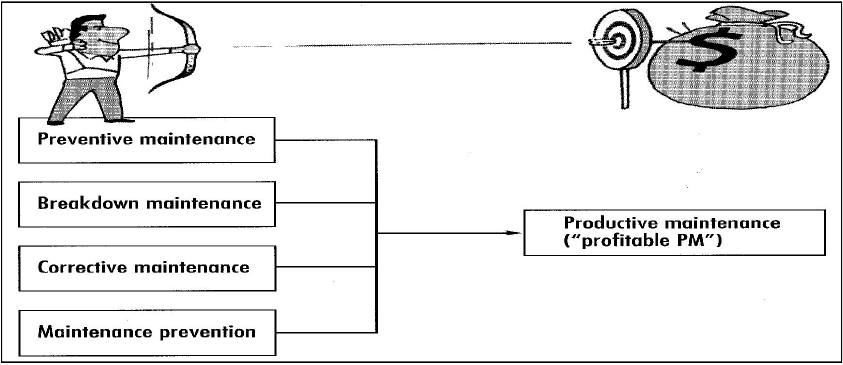 $
Preventive maintenance
Breakdown maintenance
Corrective maintenance
Maintenance prevention
Productive maintenance
("profitable PM")